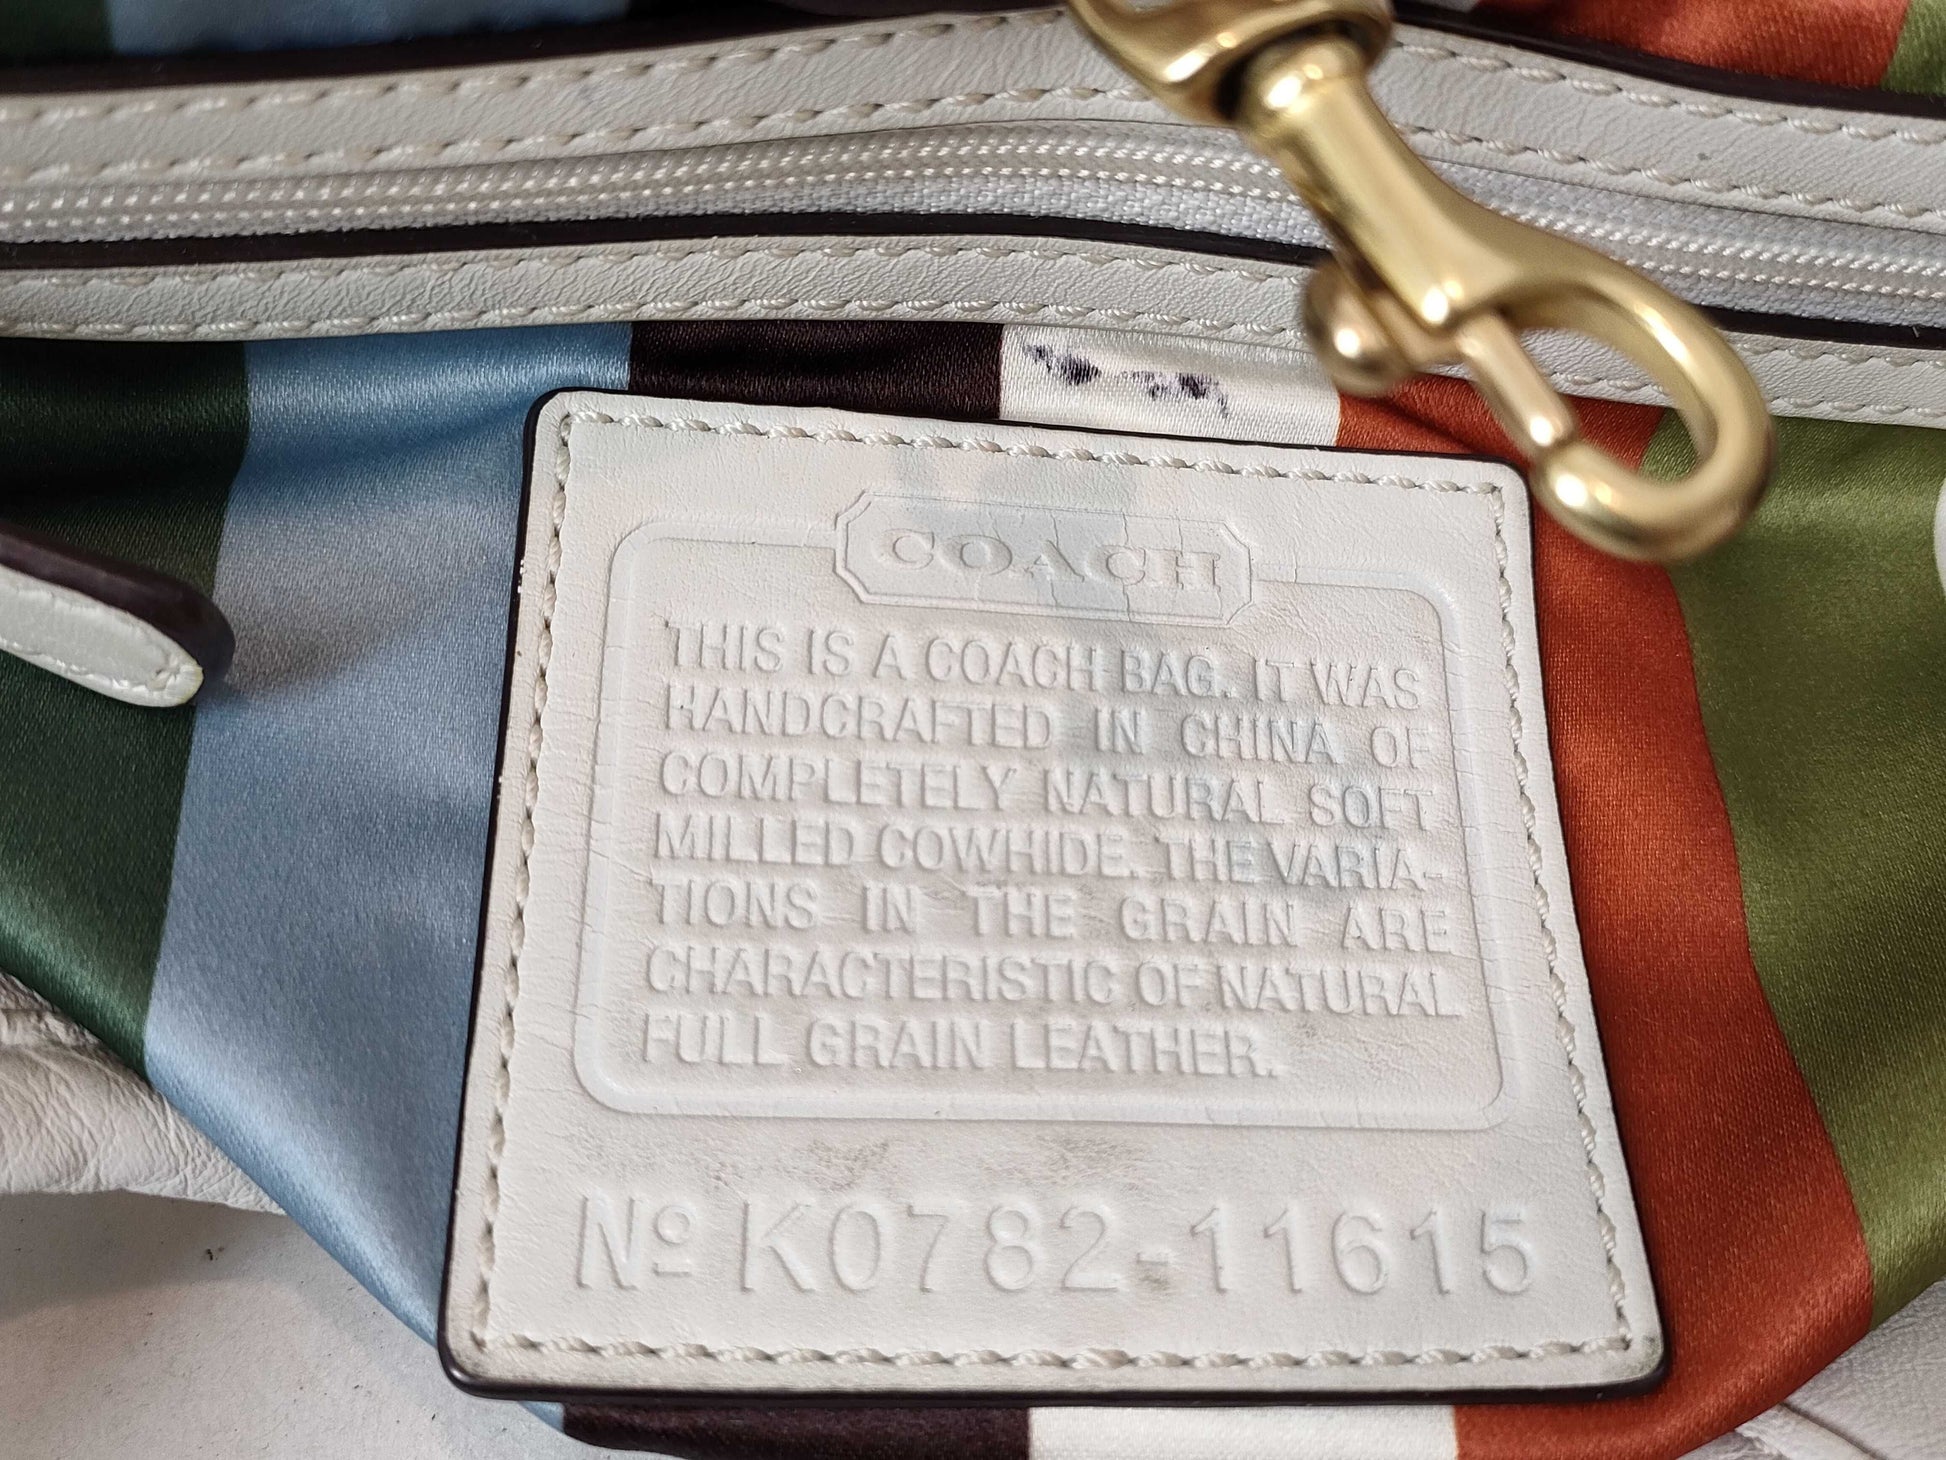 COACH
THIS IS A COACH BAG. IT WAS
HANDCRAFTED IN CHINA OF
COMPLETELY NATURAL SOFT
MILLED COWHIDE. THE VARIA-
TIONS IN THE GRAIN ARE
CHARACTERISTIC OF NATURAL
FULL GRAIN LEATHER.
Nº K0782-11615